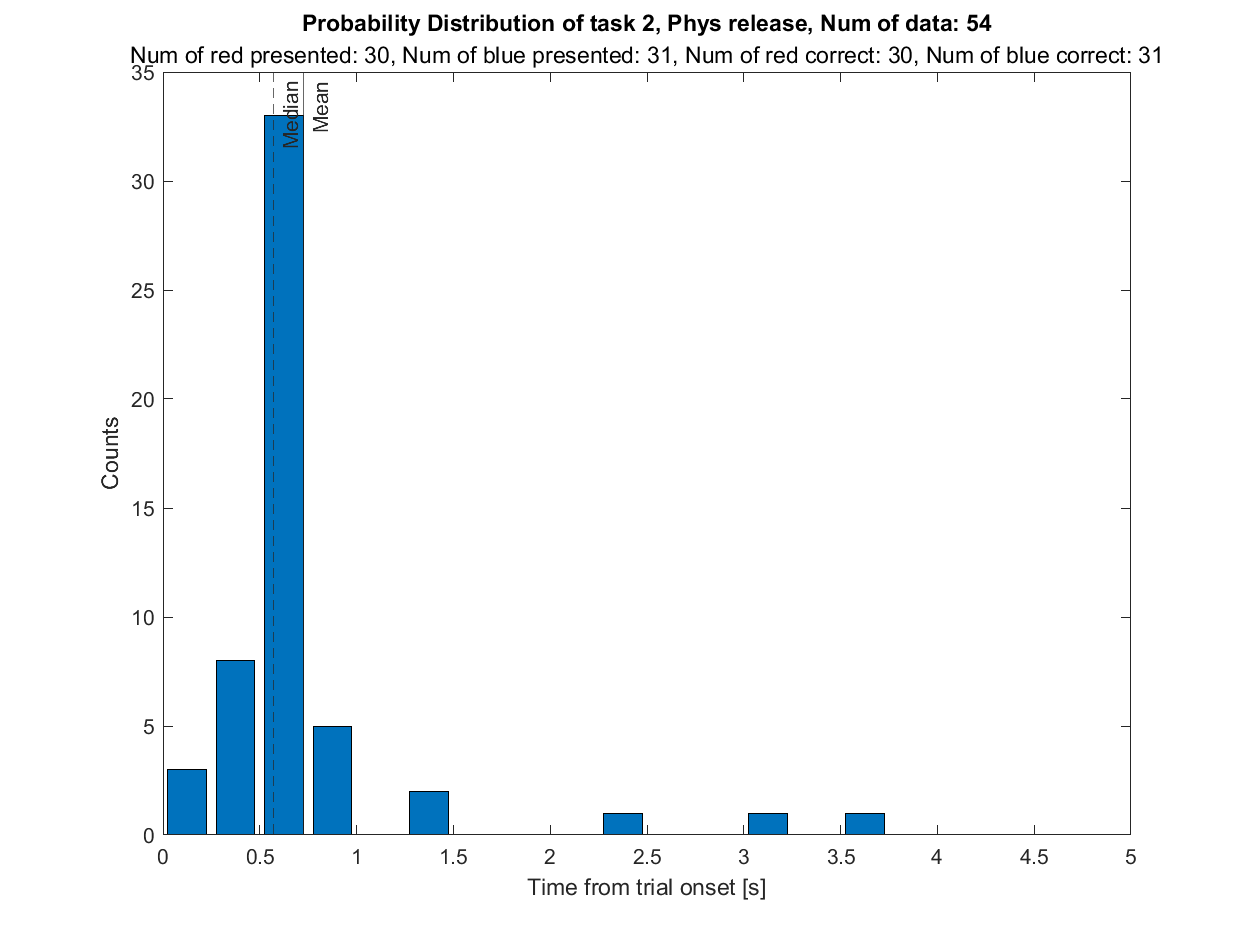 Probability Distribution of task 2, Phys release, Num of data: 54
Num of red presented: 30, Num of blue presented: 31, Num of red correct: 30, Num of blue correct: 31
35
30
25
20
15
10
5
0
Counts
Median
Mean
0 0.5 1 1.5 2 2.5 3 3.5 4 4.5 5
Time from trial onset [s]